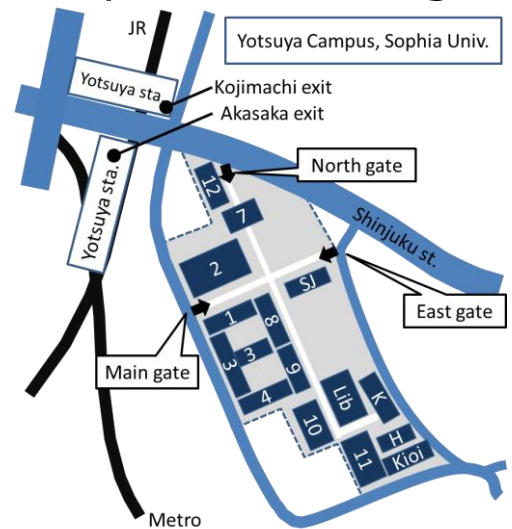 JR
Yotsuya Campus, Sophia Univ.
Yotsuya sta.
Kojimachi exit
Akasaka exit
Yotsuya sta.
North gate
12
7
Shinjuku st.
2
SJ
East gate
Main gate
1
8
3
3
9
4
10
Lib
K
H
Kioi
11
Metro